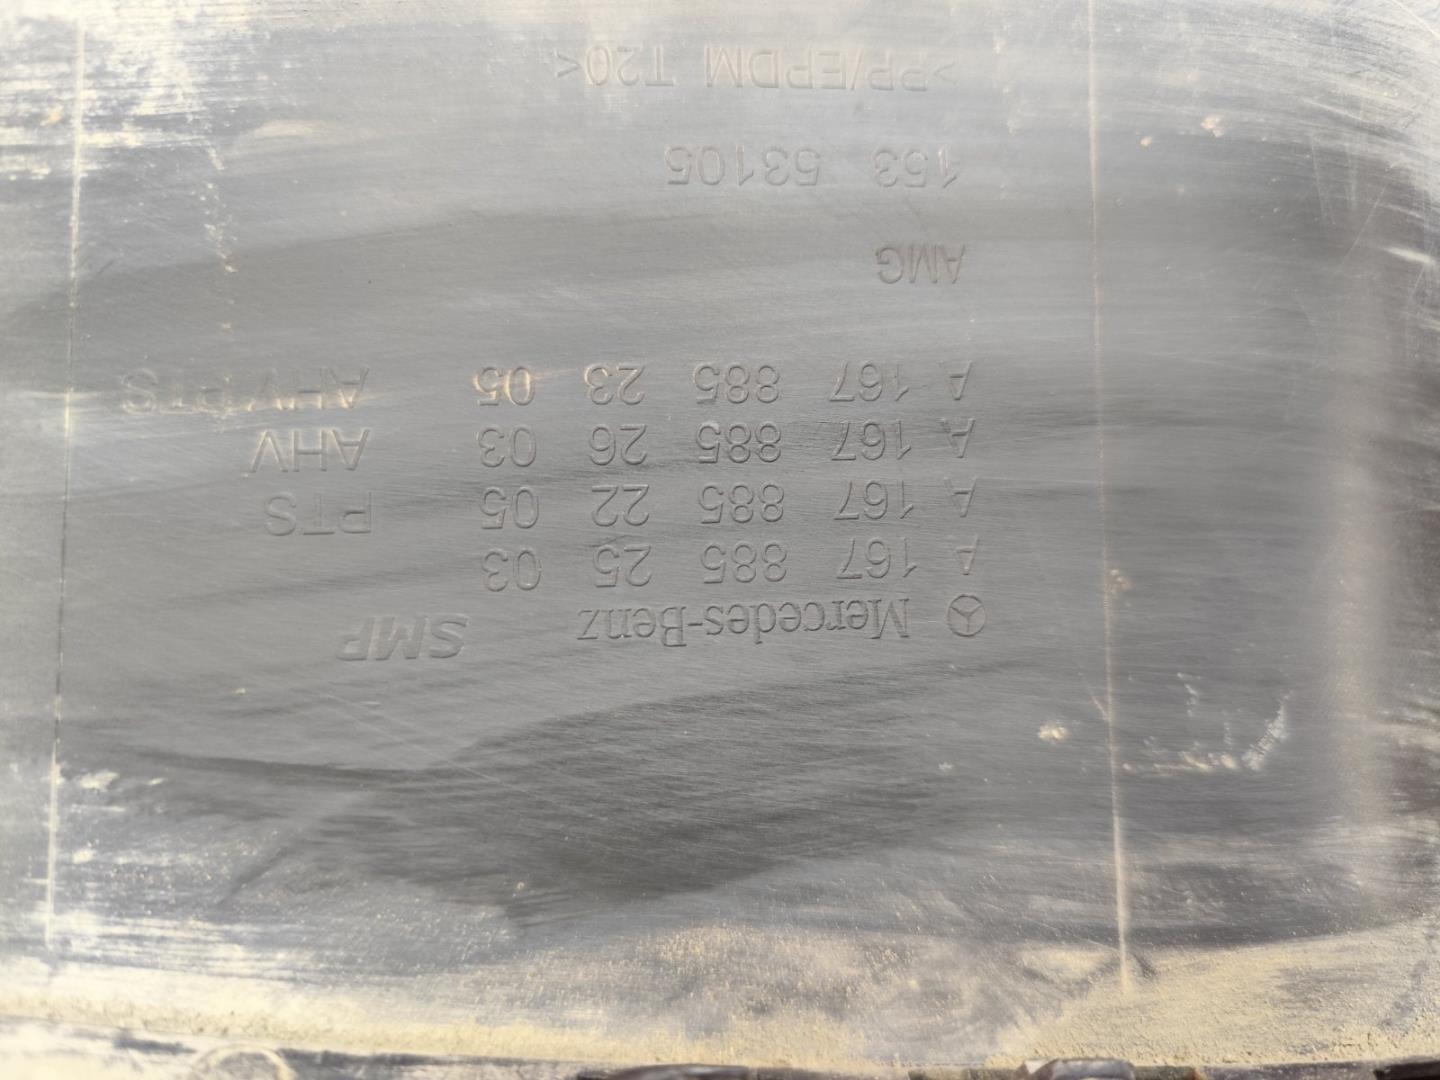 Mercedes-Benz SMP
A 167 885 25 03
A 167 885 22 05 PTS
A 167 885 26 03 AHV
A 167 885 23 05 AHV/PTS
AMG
153 53105
>PP/EPDM T20<